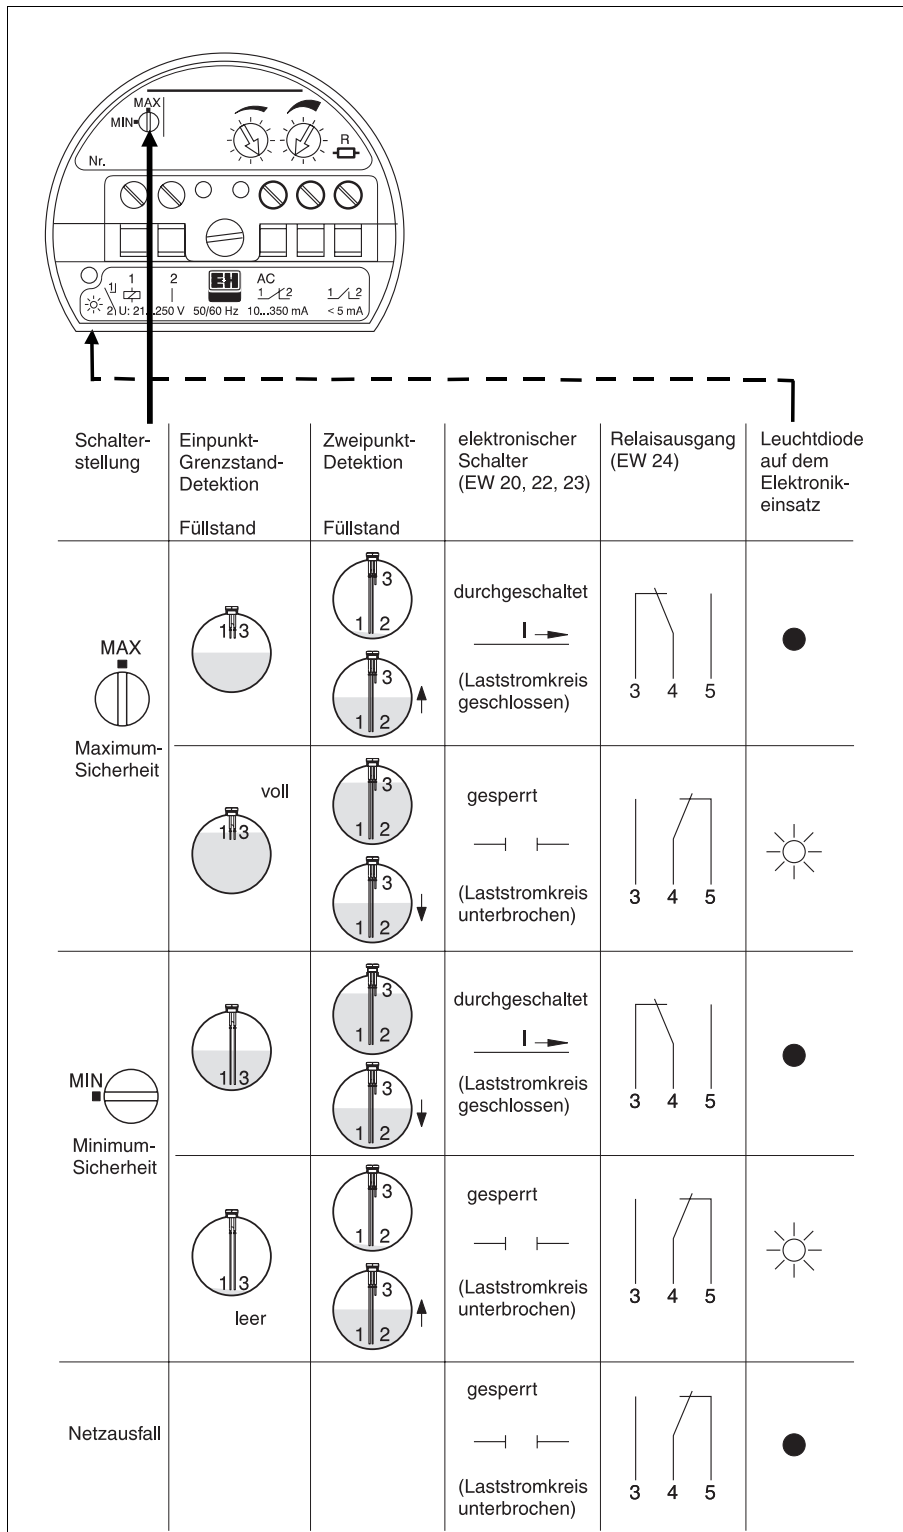 MAX
MIN
R
Nr.
1 2 EH AC
1 1 2 1 2
2 U: 21...250 V 50/60 Hz 10...350 mA < 5 mA
Schalter-
stellung
Einpunkt-
Grenzstand-
Detektion
Füllstand
Zweipunkt-
Detektion
Füllstand
elektronischer
Schalter
(EW 20, 22, 23)
Relaisausgang
(EW 24)
Leuchtdiode
auf dem
Elektronik-
einsatz
MAX
Maximum-
Sicherheit
1 3
3
1 2
3
1 2
durchgeschaltet
I
(Laststromkreis
geschlossen)
3 4 5
voll
1 3
3
1 2
3
1 2
gesperrt
(Laststromkreis
unterbrochen)
3 4 5
MIN
Minimum-
Sicherheit
1 3
3
1 2
3
1 2
durchgeschaltet
I
(Laststromkreis
geschlossen)
3 4 5
1 3
leer
3
1 2
3
1 2
gesperrt
(Laststromkreis
unterbrochen)
3 4 5
Netzausfall
gesperrt
(Laststromkreis
unterbrochen)
3 4 5